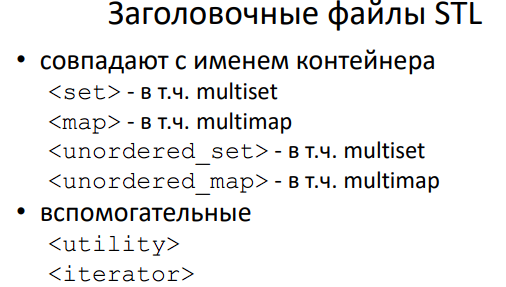 Заголовочные файлы STL
• совпадают с именем контейнера
<set> - в т.ч. multiset
<map> - в т.ч. multimap
<unordered_set> - в т.ч. multiset
<unordered_map> - в т.ч. multimap
• вспомогательные
<utility>
<iterator>